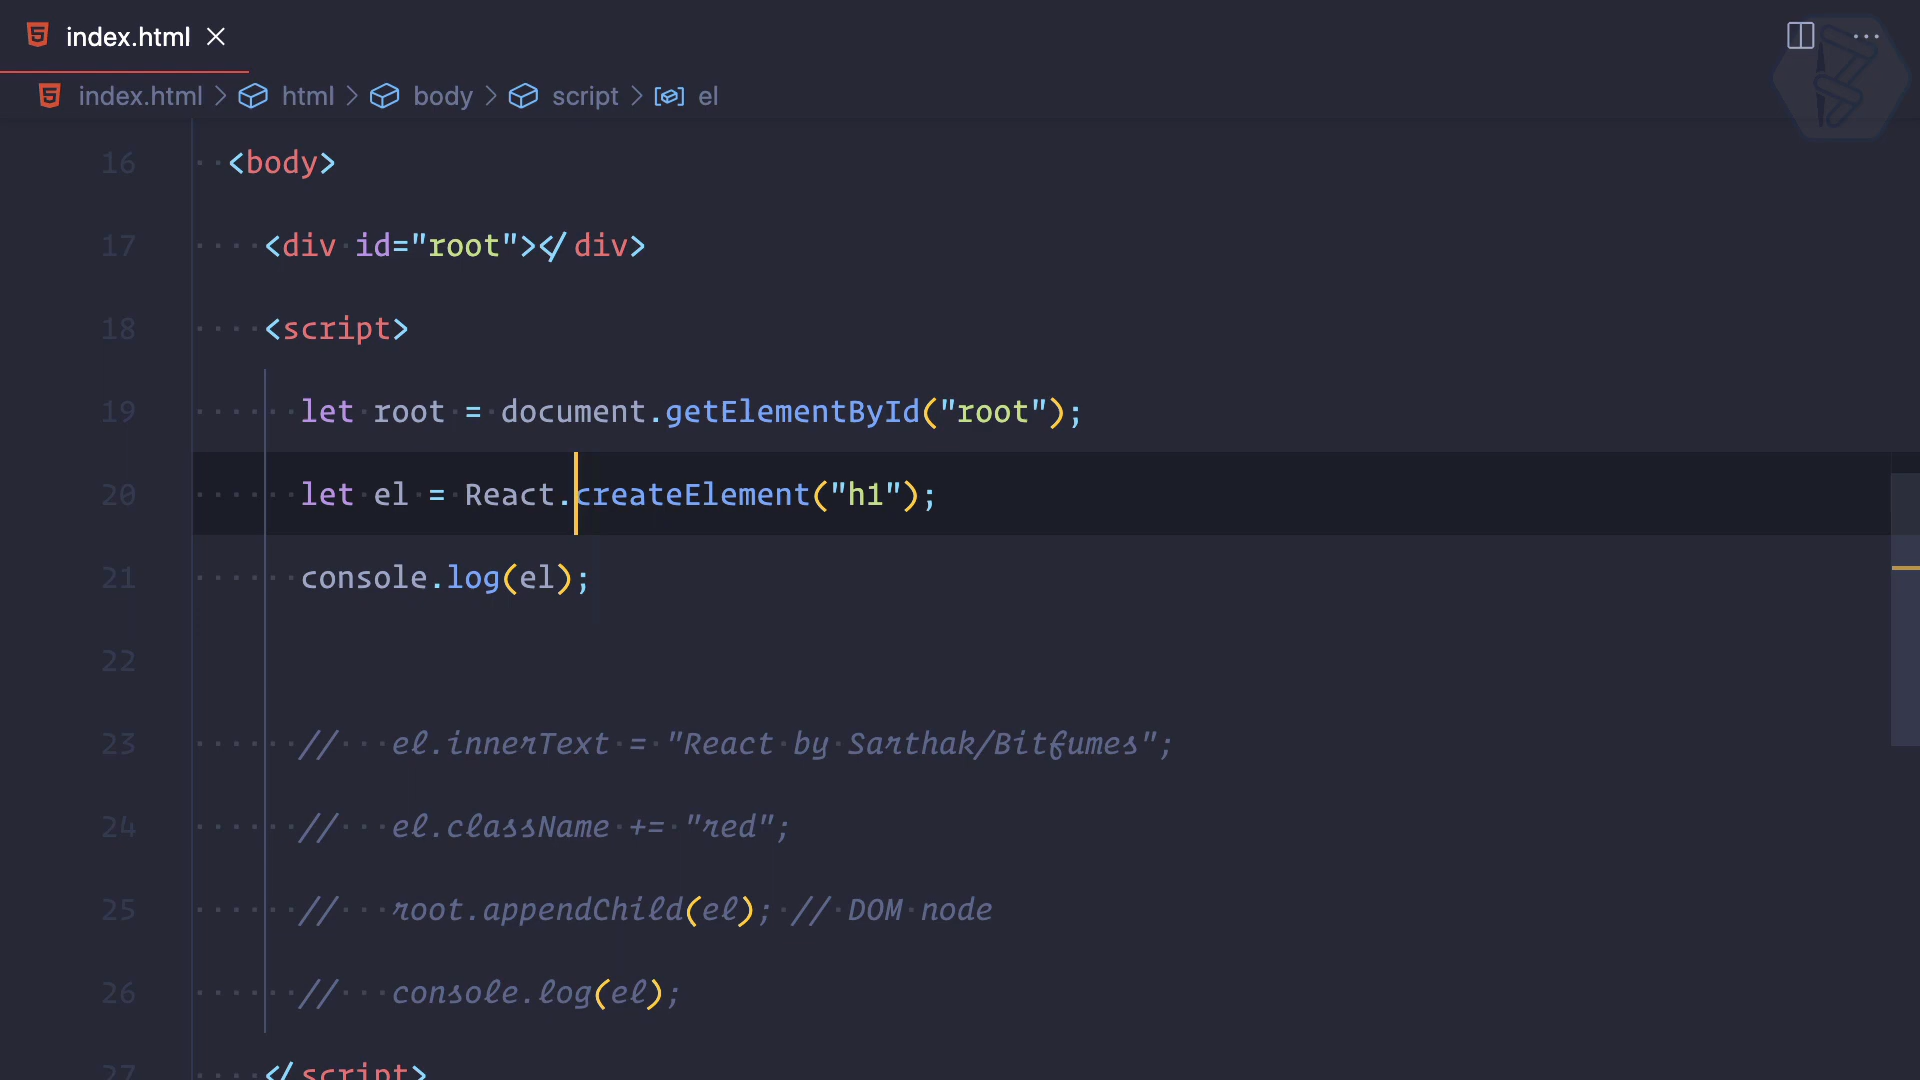 index.html
index.html > html > body > script > el
16 <body>
17 <div id="root"></div>
18 <script>
19 let root = document.getElementById("root");
20 let el = React.createElement("h1");
21 console.log(el);
22
23 // el.innerText = "React by Sarthak/Bitfumes";
24 // el.className += "red";
25 // root.appendChild(el); // DOM node
26 // console.log(el);
27 </script>